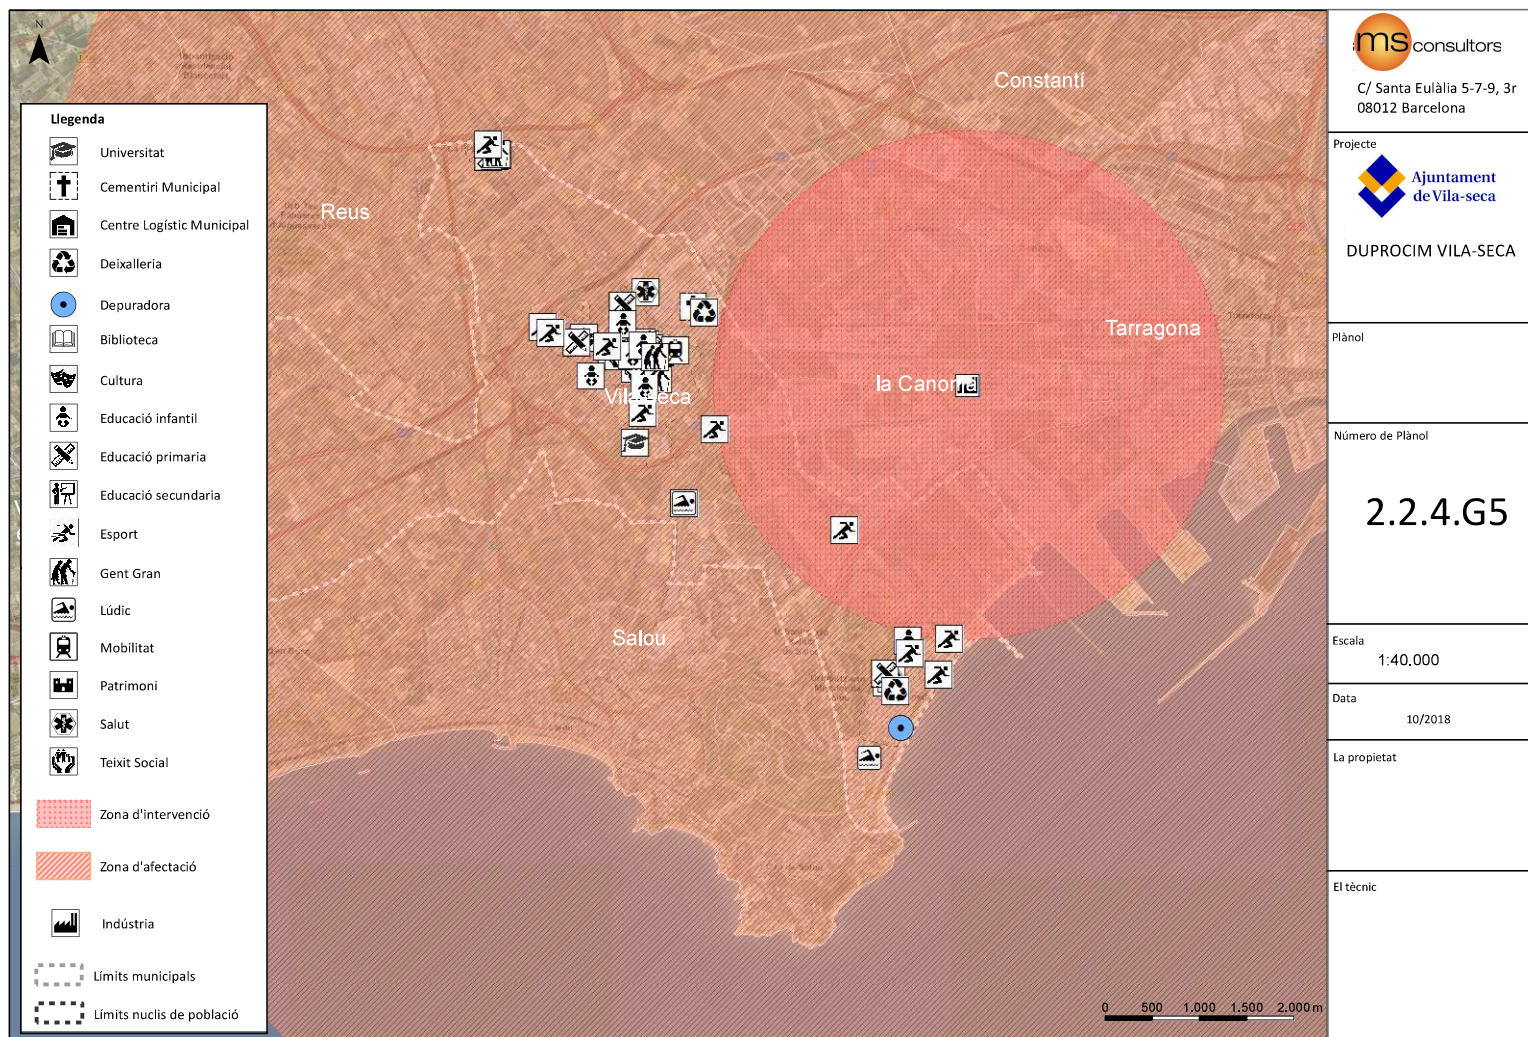 N
Constantí
Reus
Tarragona
la Canonja
Vila-seca
Salou
Llegenda
Universitat
Cementiri Municipal
Centre Logístic Municipal
Deixalleria
Depuradora
Biblioteca
Cultura
Educació infantil
Educació primaria
Educació secundaria
Esport
Gent Gran
Lúdic
Mobilitat
Patrimoni
Salut
Teixit Social
Zona d'intervenció
Zona d'afectació
Indústria
Límits municipals
Límits nuclis de població
0 500 1.000 1.500 2.000 m
ms consultors
C/ Santa Eulàlia 5-7-9, 3r
08012 Barcelona
Projecte
Ajuntament
de Vila-seca
DUPROCIM VILA-SECA
Plànol
Número de Plànol
2.2.4.G5
Escala
1:40.000
Data
10/2018
La propietat
El tècnic